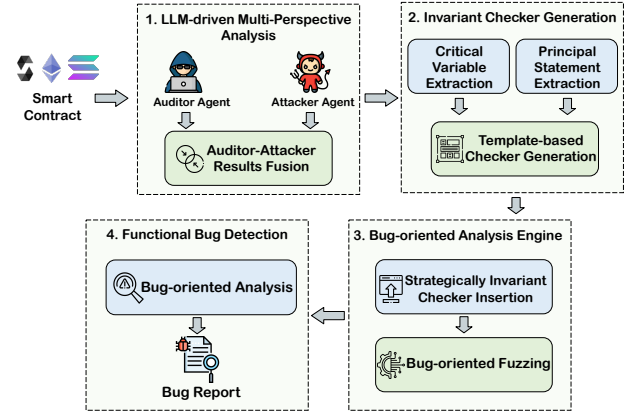 1. LLM-driven Multi-Perspective
Analysis
Smart
Contract
Auditor Agent
Attacker Agent
Auditor-Attacker
Results Fusion
2. Invariant Checker Generation
Critical
Variable
Extraction
Principal
Statement
Extraction
Template-based
Checker Generation
3. Bug-oriented Analysis Engine
Strategically Invariant
Checker Insertion
Bug-oriented Fuzzing
4. Functional Bug Detection
Bug-oriented Analysis
Bug Report